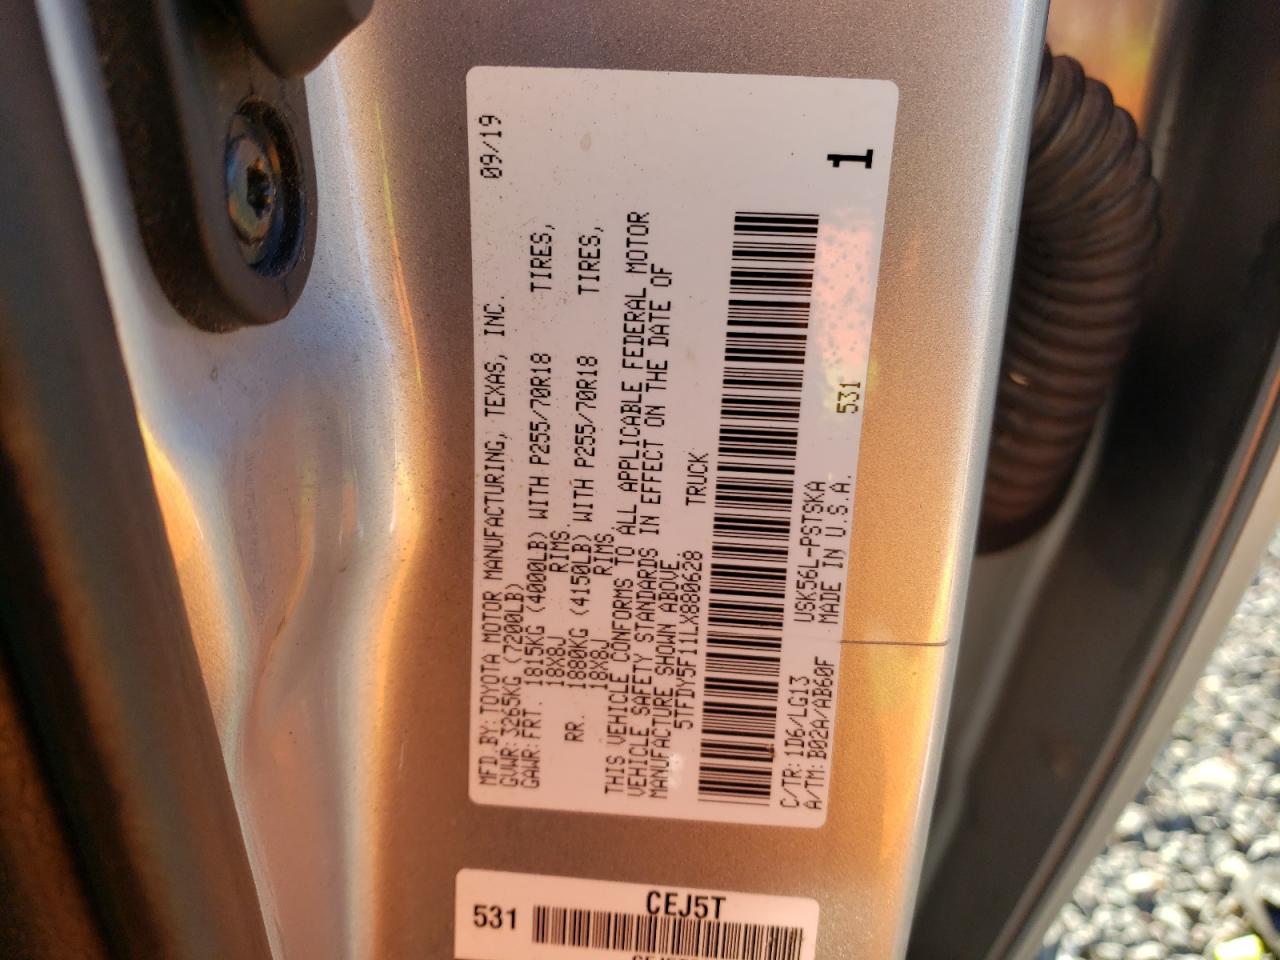 MFD.BY:TOYOTA MOTOR MANUFACTURING, TEXAS, INC. 09/19
GVWR:3265KG (7200LB)
GAWR:FRT. 1815KG (4000LB) WITH P255/70R18 TIRES,
18X8J RIMS,
RR. 1880KG (4150LB) WITH P255/70R18 TIRES,
18X8J RIMS,
THIS VEHICLE CONFORMS TO ALL APPLICABLE FEDERAL MOTOR
VEHICLE SAFETY STANDARDS IN EFFECT ON THE DATE OF
MANUFACTURE SHOWN ABOVE.
5TFDY5F11LX880628 TRUCK
C/TR:1D6/LG13 USK56L-PSTSKA
A/TM:B02A/AB60F MADE IN U.S.A. 531
1
CEJ5T
531